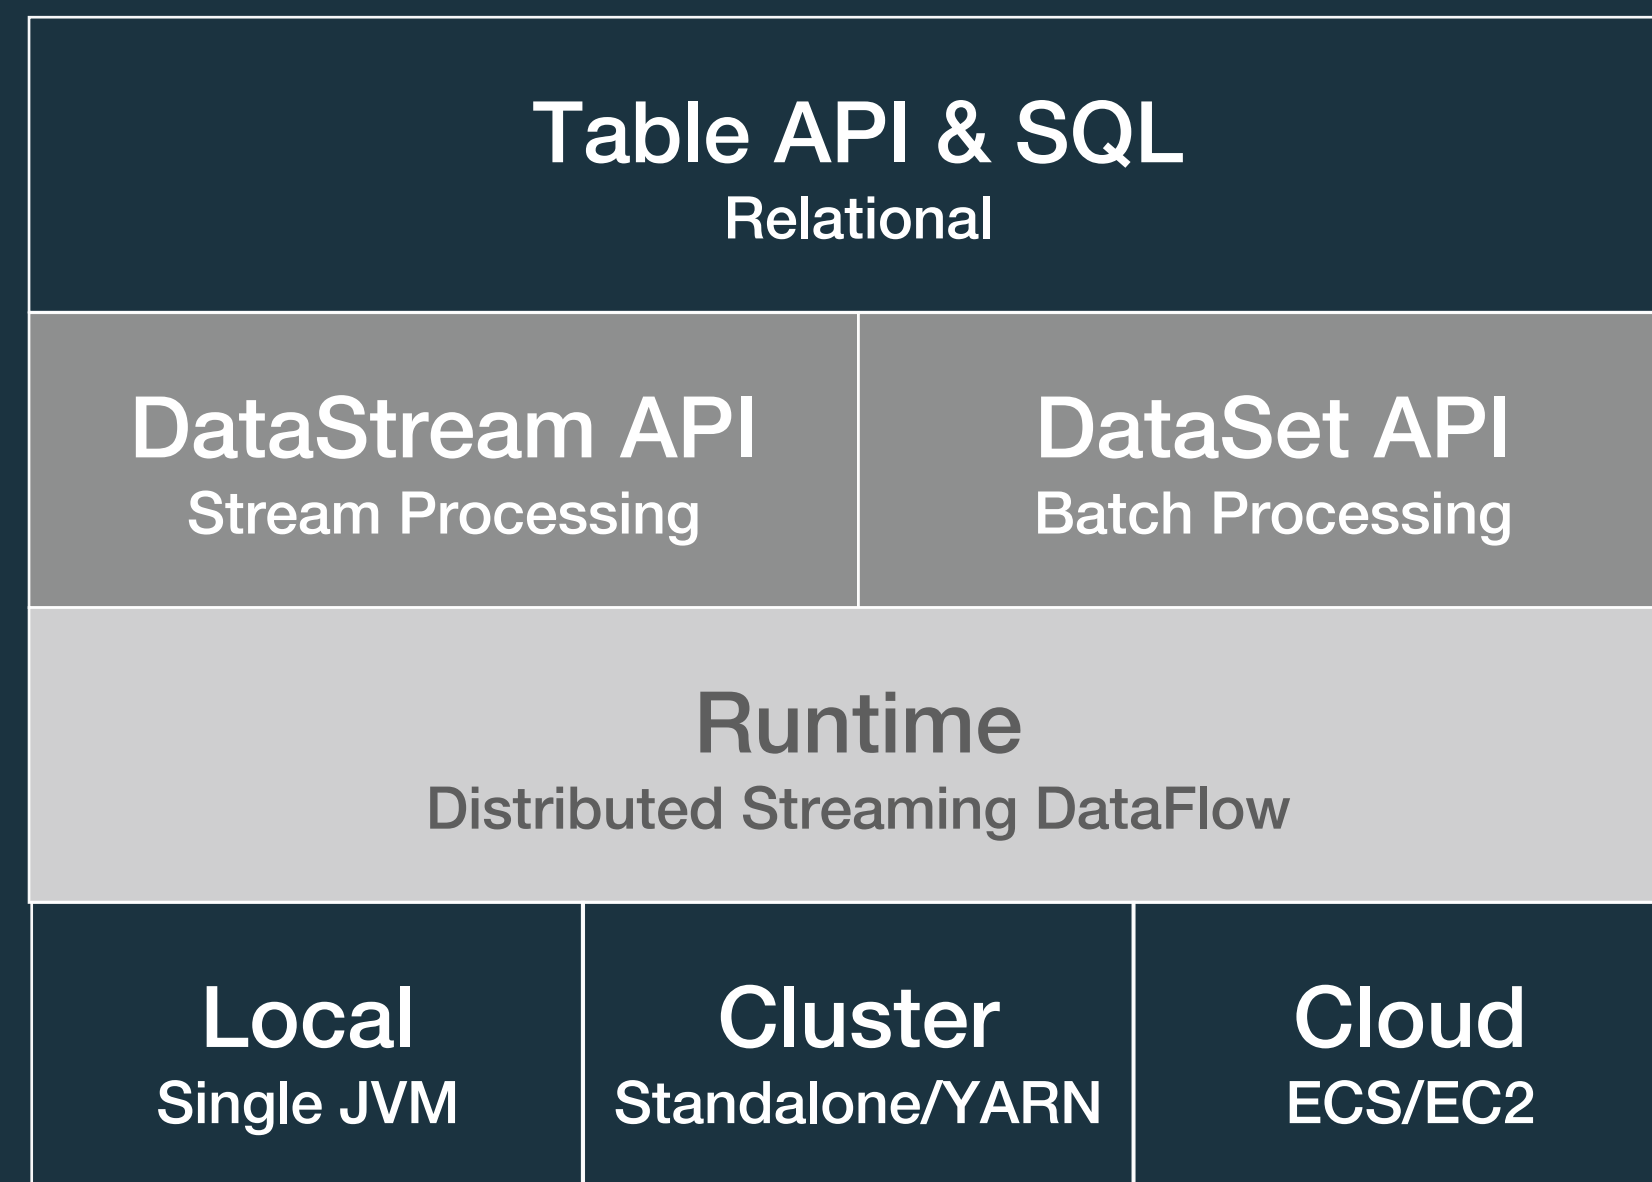 Table API & SQL
Relational
DataStream API
Stream Processing
DataSet API
Batch Processing
Runtime
Distributed Streaming DataFlow
Local
Single JVM
Cluster
Standalone/YARN
Cloud
ECS/EC2